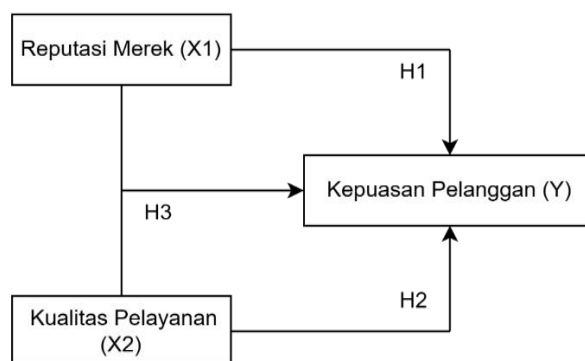 Reputasi Merek (X1)
H1
Kepuasan Pelanggan (Y)
H3
Kualitas Pelayanan
(X2)
H2